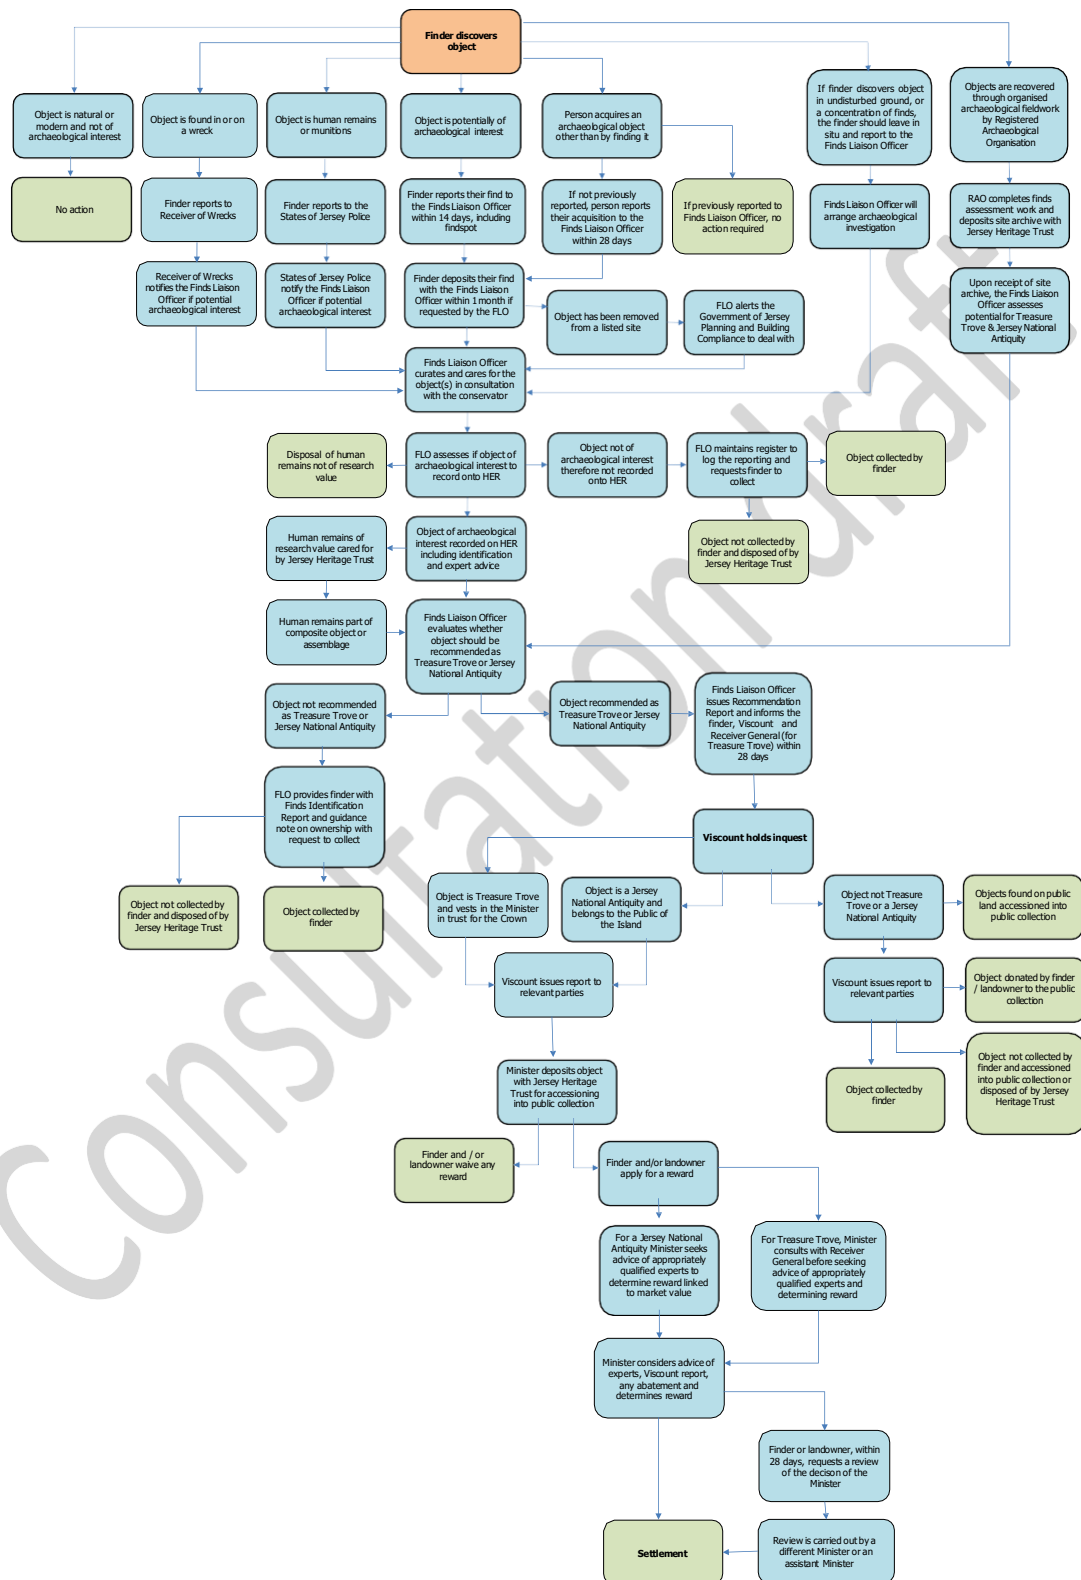 Finder discovers
object
Object is natural or
modern and not of
archaeological interest
Object is found in or on
a wreck
Object is human remains
or munitions
Object is potentially of
archaeological interest
Person acquires an
archaeological object
other than by finding it
If finder discovers object
in undisturbed ground, or
a concentration of finds,
the finder should leave in
situ and report to the
Finds Liaison Officer
Objects are recovered
through organised
archaeological fieldwork
by Registered
Archaeological
Organisation
No action
Finder reports to
Receiver of Wrecks
Finder reports to the
States of Jersey Police
Finder reports their find to
the Finds Liaison Officer
within 14 days, including
findspot
If not previously
reported, person reports
their acquisition to the
Finds Liaison Officer
within 28 days
If previously reported to
Finds Liaison Officer, no
action required
Finds Liaison Officer will
arrange archaeological
investigation
RAO completes finds
assessment work and
deposits site archive with
Jersey Heritage Trust
Receiver of Wrecks
notifies the Finds Liaison
Officer if potential
archaeological interest
States of Jersey Police
notify the Finds Liaison
Officer if potential
archaeological interest
Finder deposits their find
with the Finds Liaison
Officer within 1 month if
requested by the FLO
Object has been removed
from a listed site
FLO alerts the
Government of Jersey
Planning and Building
Compliance to deal with
Upon receipt of site
archive, the Finds Liaison
Officer assesses
potential for Treasure
Trove & Jersey National
Antiquity
Finds Liaison Officer
curates and cares for the
object(s) in consultation
with the conservator
Disposal of human
remains not of research
value
FLO assesses if object of
archaeological interest to
record onto HER
Object not of
archaeological interest
therefore not recorded
onto HER
FLO maintains register to
log the reporting and
requests finder to
collect
Object collected by
finder
Object not collected by
finder and disposed of by
Jersey Heritage Trust
Human remains of
research value cared for
by Jersey Heritage Trust
Object of archaeological
interest recorded on HER
including identification
and expert advice
Human remains part of
composite object or
assemblage
Finds Liaison Officer
evaluates whether
object should be
recommended as
Treasure Trove or Jersey
National Antiquity
Object not recommended
as Treasure Trove or
Jersey National Antiquity
Object recommended as
Treasure Trove or Jersey
National Antiquity
Finds Liaison Officer
issues Recommendation
Report and informs the
finder, Viscount and
Receiver General (for
Treasure Trove) within
28 days
FLO provides finder with
Finds Identification
Report and guidance
note on ownership with
request to collect
Viscount holds inquest
Object not collected by
finder and disposed of by
Jersey Heritage Trust
Object collected by
finder
Object is Treasure Trove
and vests in the Minister
in trust for the Crown
Object is a Jersey
National Antiquity and
belongs to the Public of
the Island
Object not Treasure
Trove or a Jersey
National Antiquity
Objects found on public
land accessioned into
public collection
Viscount issues report to
relevant parties
Viscount issues report to
relevant parties
Object donated by finder
/ landowner to the public
collection
Minister deposits object
with Jersey Heritage
Trust for accessioning
into public collection
Object collected by
finder
Object not collected by
finder and accessioned
into public collection or
disposed of by Jersey
Heritage Trust
Finder and / or
landowner waive any
reward
Finder and/or landowner
apply for a reward
For a Jersey National
Antiquity Minister seeks
advice of appropriately
qualified experts to
determine reward linked
to market value
For Treasure Trove, Minister
consults with Receiver
General before seeking
advice of appropriately
qualified experts and
determining reward
Minister considers advice of
experts, Viscount report,
any abatement and
determines reward
Finder or landowner, within
28 days, requests a review
of the decison of the
Minister
Settlement
Review is carried out by a
different Minister or an
assistant Minister
Consultation draft